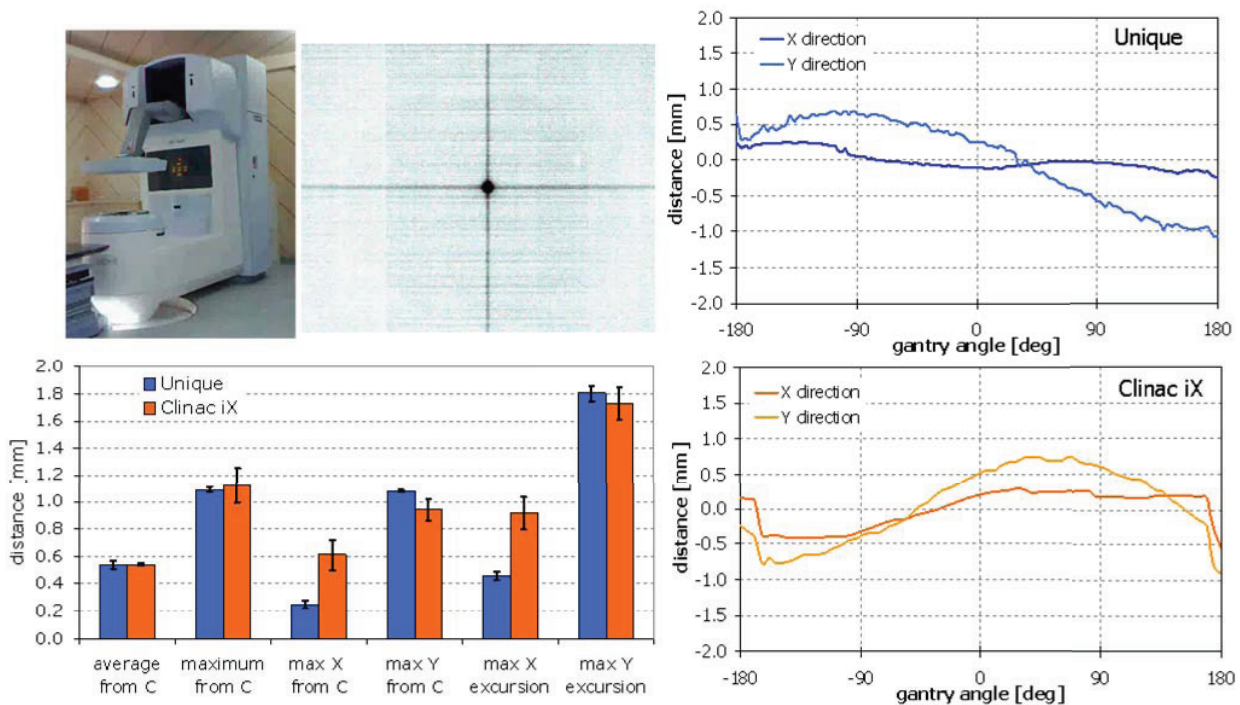 2.0
1.5
1.0
0.5
0.0
-0.5
-1.0
-1.5
-2.0
distance [mm]
X direction
Y direction
Unique
-180
-90
0
90
180
gantry angle [deg]
2.0
1.8
1.6
1.4
1.2
1.0
0.8
0.6
0.4
0.2
0.0
distance [mm]
Unique
Clinac iX
average
from C
maximum
from C
max X
from C
max Y
from C
max X
excursion
max Y
excursion
2.0
1.5
1.0
0.5
0.0
-0.5
-1.0
-1.5
-2.0
distance [mm]
X direction
Y direction
Clinac iX
-180
-90
0
90
180
gantry angle [deg]